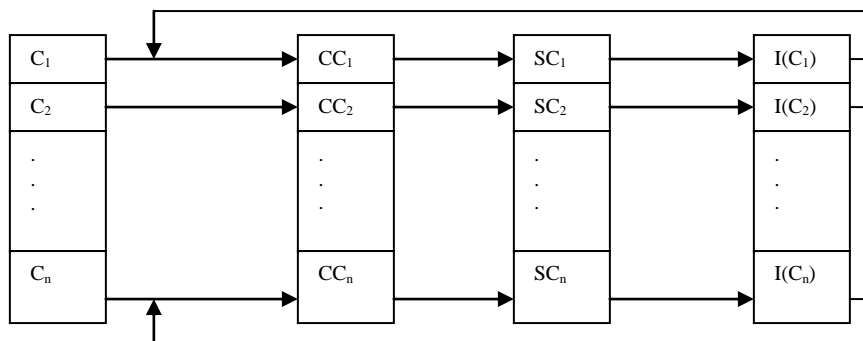 C₁ CC₁ SC₁ I(C₁)
C₂ CC₂ SC₂ I(C₂)
. . . .
. . . .
. . . .
Cₙ CCₙ SCₙ I(Cₙ)